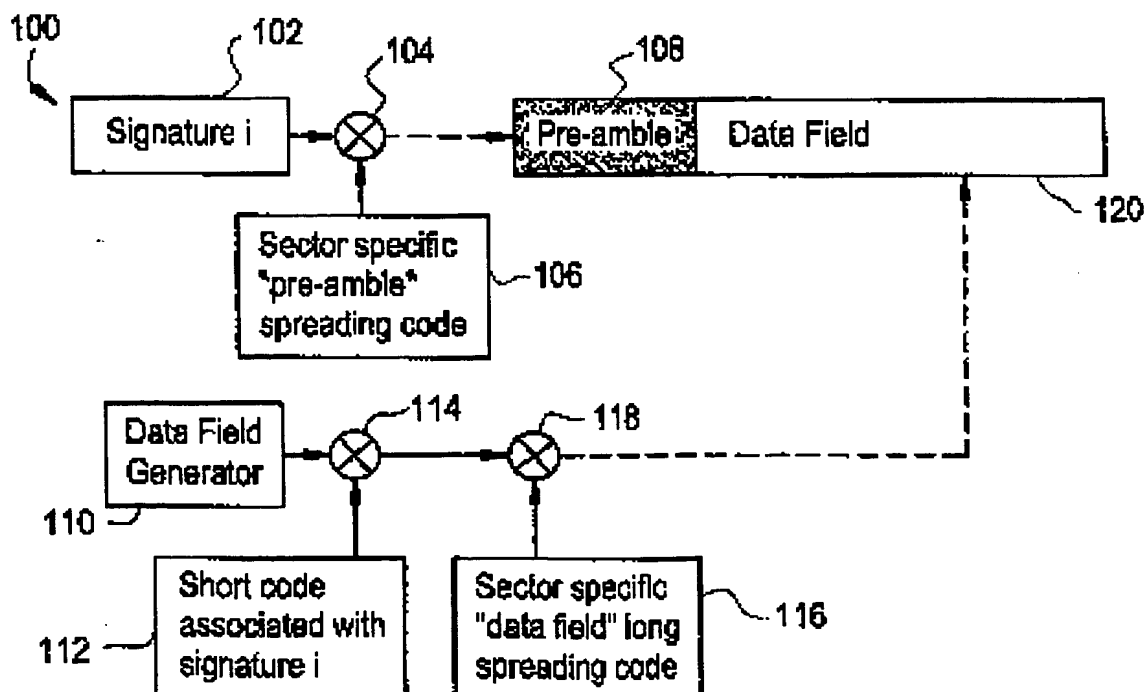 100
102
104
108
Signature i
Pre-amble
Data Field
120
Sector specific
"pre-amble"
spreading code
106
114
118
Data Field
Generator
110
Short code
associated with
signature i
112
Sector specific
"data field" long
spreading code
116